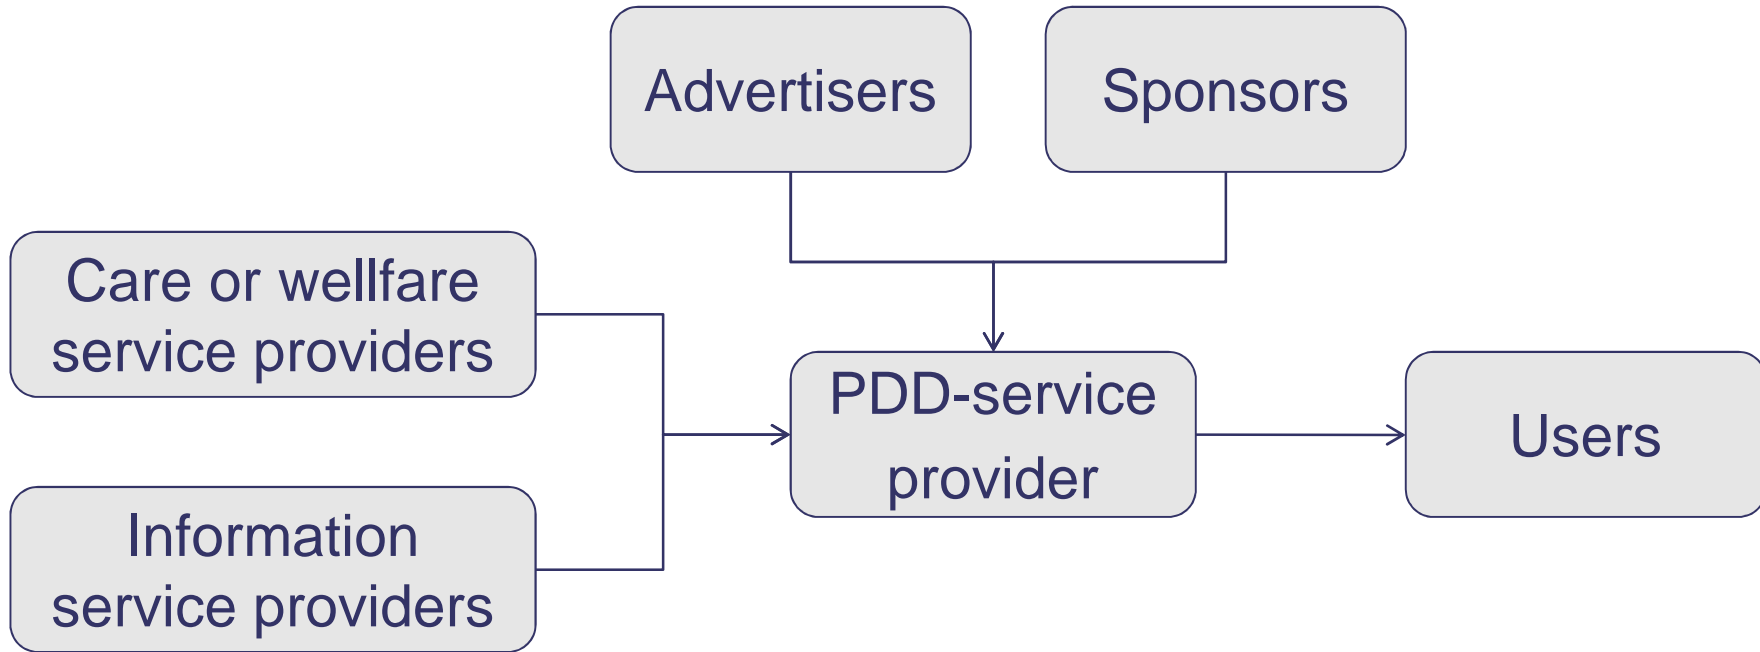 Advertisers
Sponsors
Care or wellfare
service providers
PDD-service
provider
Users
Information
service providers